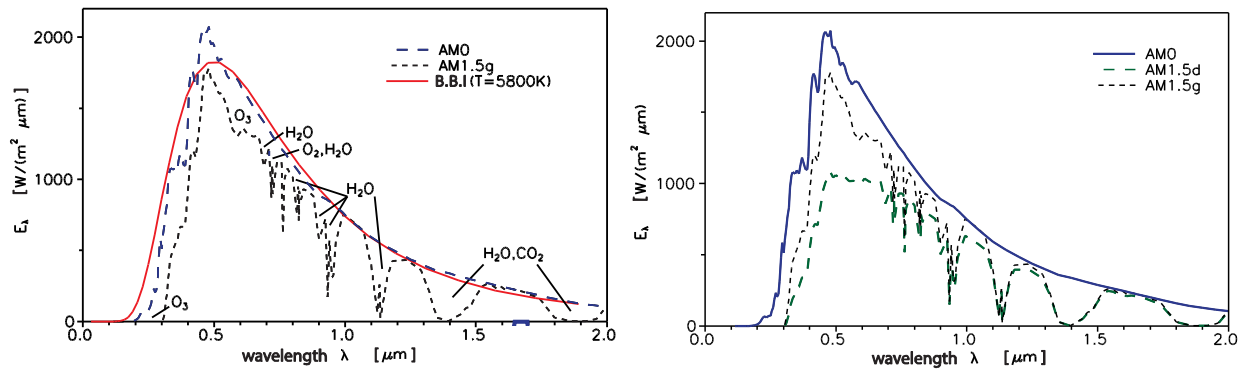 2000
1000
0
E_λ [W/(m² μm)]
AM0
AM1.5g
B.B.I(T=5800K)
O₃
H₂O
O₂,H₂O
H₂O
H₂O,CO₂
O₃
0.0 0.5 1.0 1.5 2.0
wavelength λ [μm]
2000
1000
0
E_λ [W/(m² μm)]
AM0
AM1.5d
AM1.5g
0.0 0.5 1.0 1.5 2.0
wavelength λ [μm]